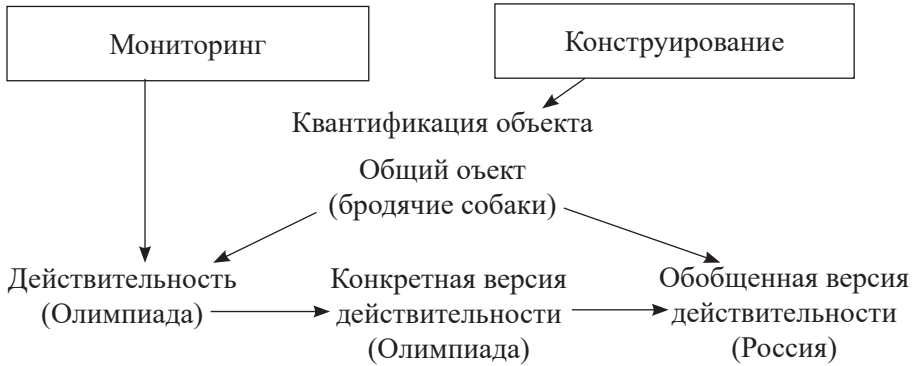 Мониторинг
Конструирование
Квантификация объекта
Общий оъект
(бродячие собаки)
Действительность
(Олимпиада)
Конкретная версия
действительности
(Олимпиада)
Обобщенная версия
действительности
(Россия)